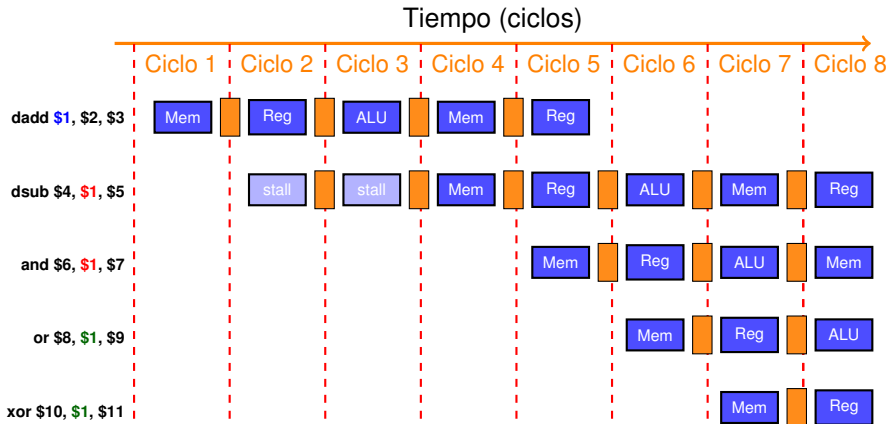 Tiempo (ciclos)
Ciclo 1 Ciclo 2 Ciclo 3 Ciclo 4 Ciclo 5 Ciclo 6 Ciclo 7 Ciclo 8
dadd $1, $2, $3 Mem Reg ALU Mem Reg
dsub $4, $1, $5 stall stall Mem Reg ALU Mem Reg
and $6, $1, $7 Mem Reg ALU Mem
or $8, $1, $9 Mem Reg ALU
xor $10, $1, $11 Mem Reg